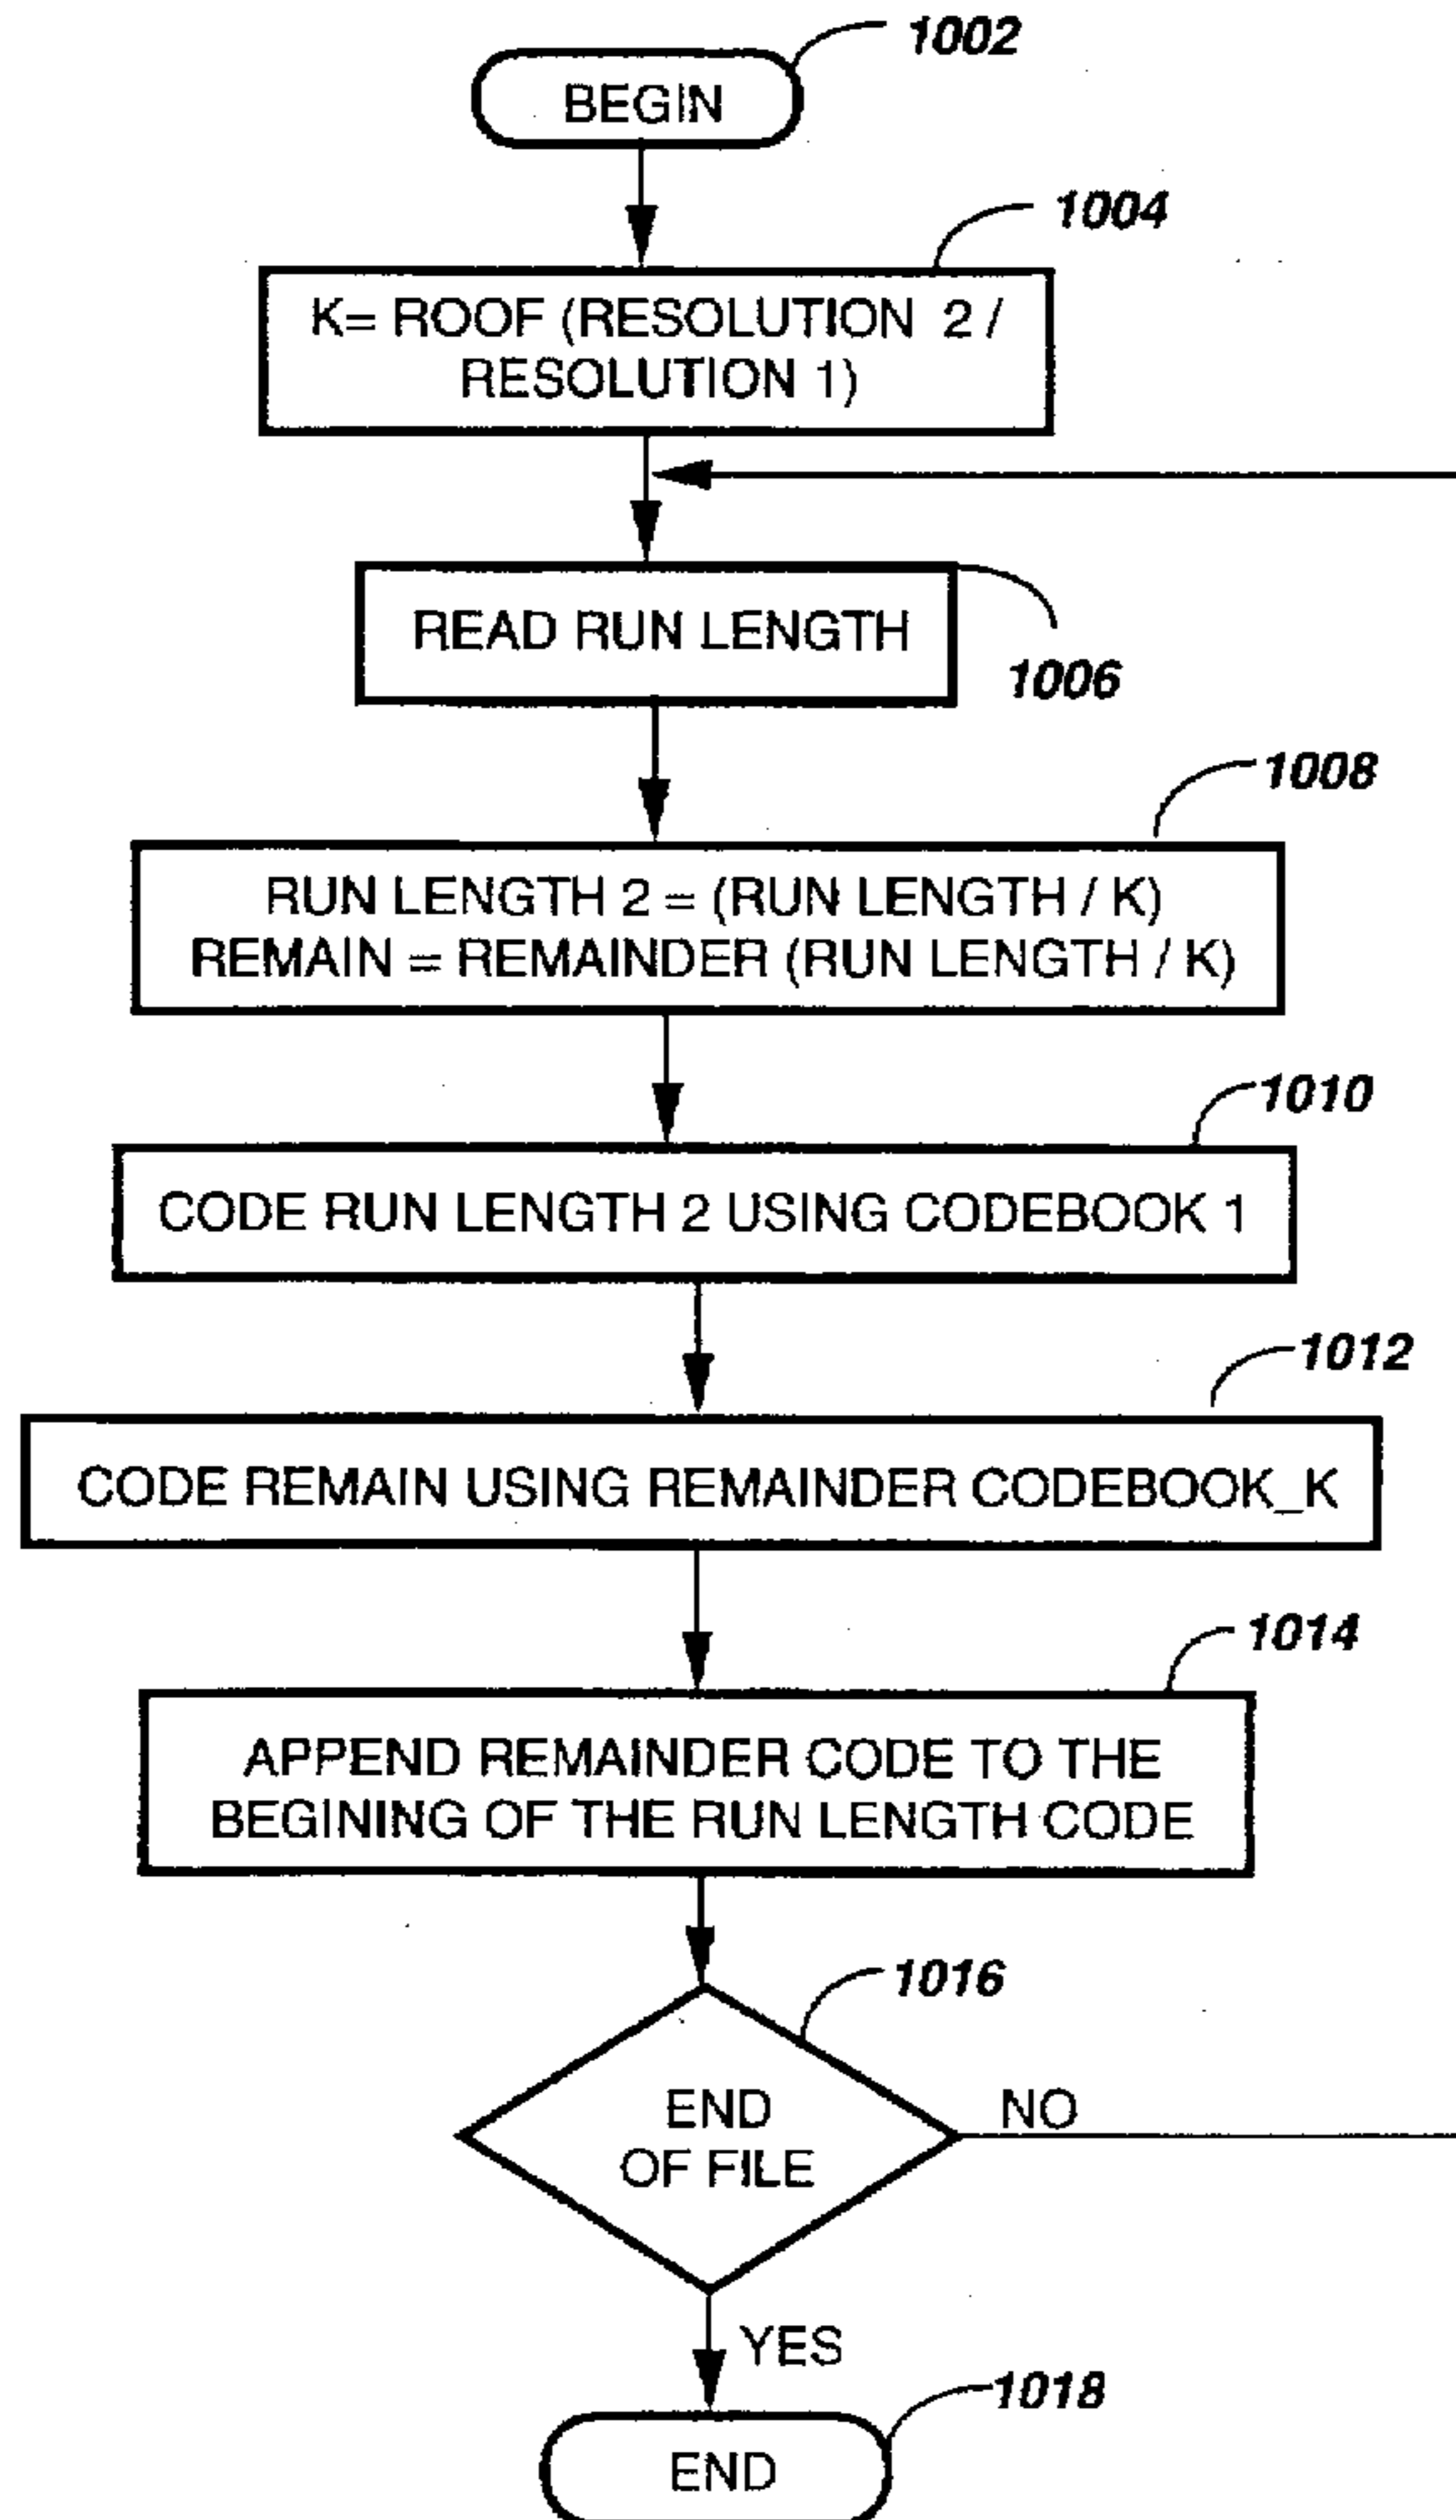 1002
BEGIN
1004
K= ROOF (RESOLUTION 2 /
RESOLUTION 1)
READ RUN LENGTH
1006
1008
RUN LENGTH 2 = (RUN LENGTH / K)
REMAIN = REMAINDER (RUN LENGTH / K)
1010
CODE RUN LENGTH 2 USING CODEBOOK 1
1012
CODE REMAIN USING REMAINDER CODEBOOK_K
1014
APPEND REMAINDER CODE TO THE
BEGINING OF THE RUN LENGTH CODE
1016
END
OF FILE
NO
YES
1018
END